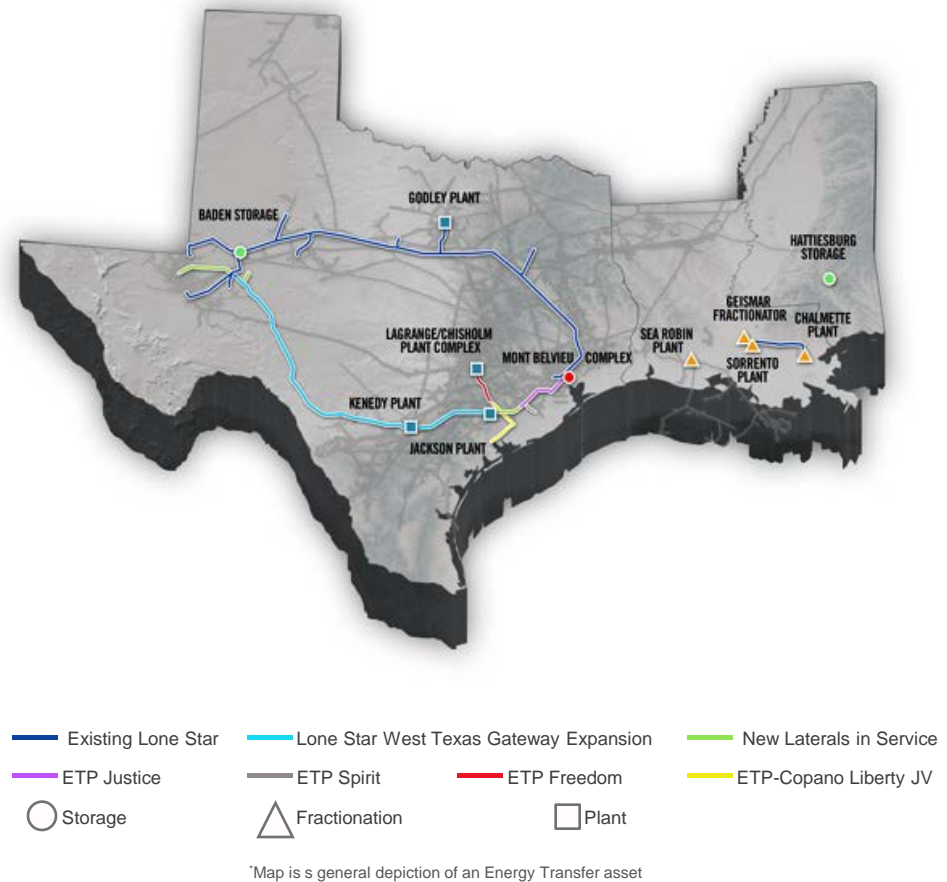 GODLEY PLANT
BADEN STORAGE
HATTIESBURG
STORAGE
GEISMAR
FRACTIONATOR
CHALMETTE
PLANT
LAGRANGE/CHISHOLM
PLANT COMPLEX
SEA ROBIN
PLANT
MONT BELVIEU COMPLEX
SORRENTO
PLANT
KENEDY PLANT
JACKSON PLANT
Existing Lone Star
Lone Star West Texas Gateway Expansion
New Laterals in Service
ETP Justice
ETP Spirit
ETP Freedom
ETP-Copano Liberty JV
Storage
Fractionation
Plant
*Map is s general depiction of an Energy Transfer asset